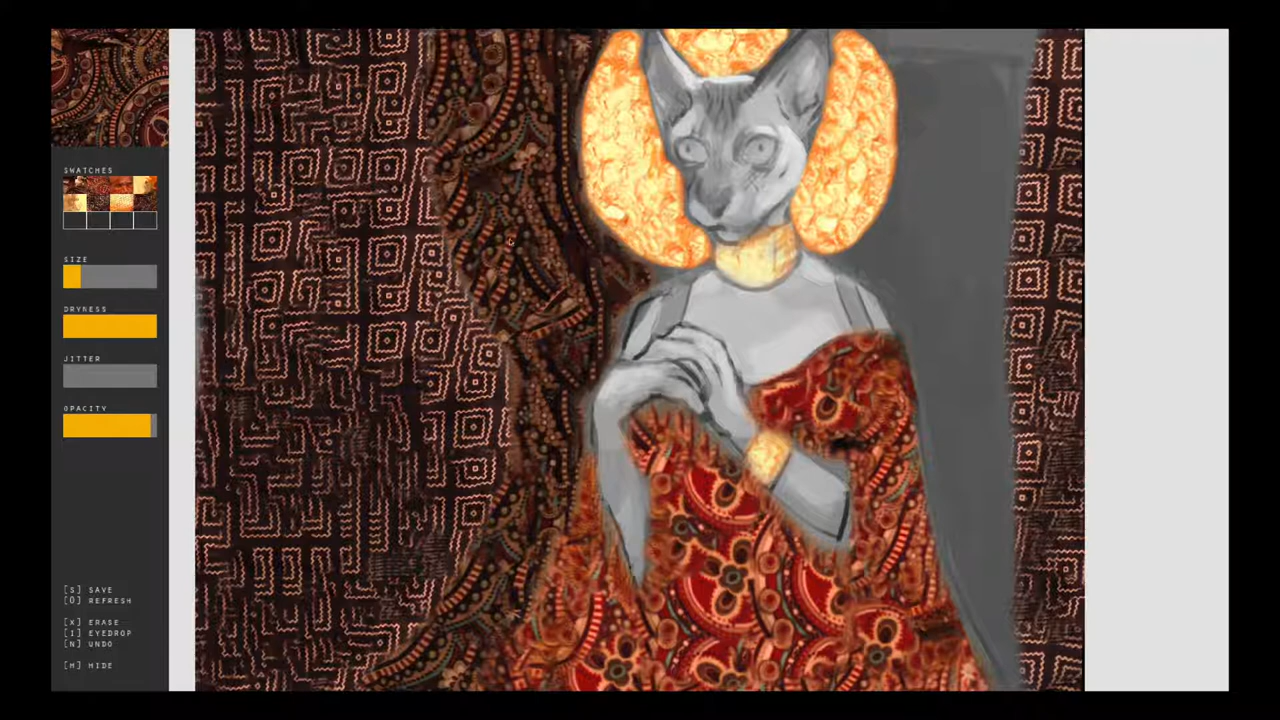 SWATCHES
SIZE
DRYNESS
JITTER
OPACITY
[S] SAVE
[O] REFRESH
[X] ERASE
[I] EYEDROP
[N] UNDO
[H] HIDE